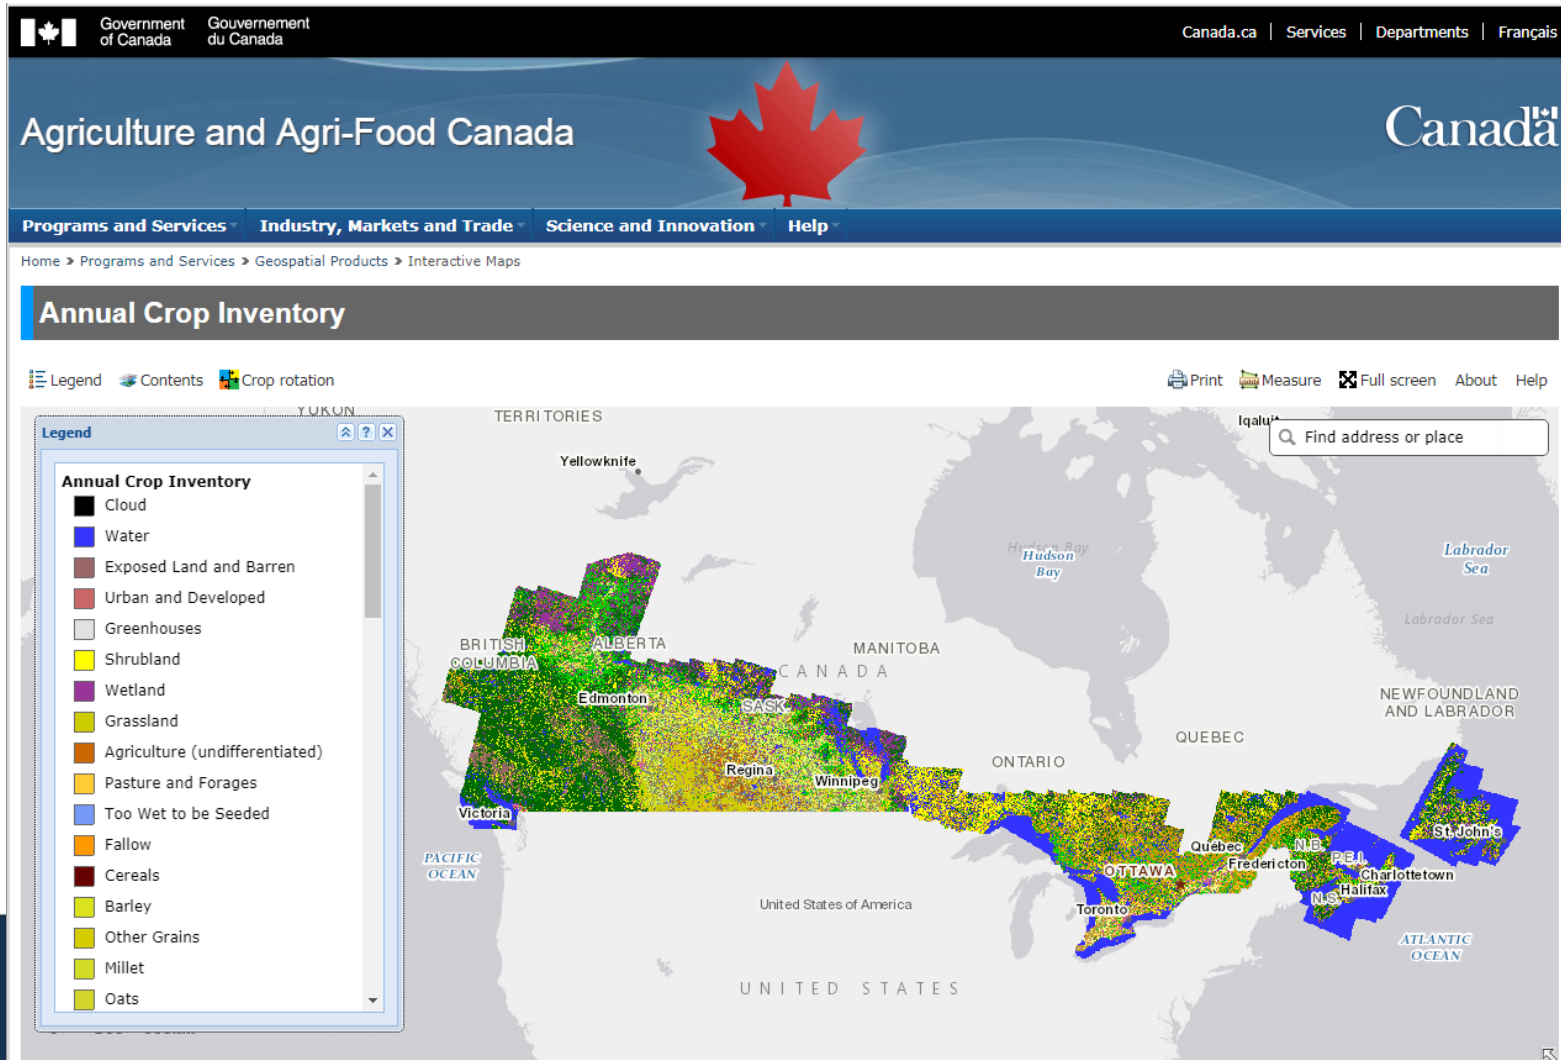 Government of Canada
Gouvernement du Canada
Canada.ca | Services | Departments | Français
Agriculture and Agri-Food Canada
Canada
Programs and Services
Industry, Markets and Trade
Science and Innovation
Help
Home > Programs and Services > Geospatial Products > Interactive Maps
Annual Crop Inventory
Legend
Contents
Crop rotation
Print
Measure
Full screen
About
Help
Legend
Annual Crop Inventory
Cloud
Water
Exposed Land and Barren
Urban and Developed
Greenhouses
Shrubland
Wetland
Grassland
Agriculture (undifferentiated)
Pasture and Forages
Too Wet to be Seeded
Fallow
Cereals
Barley
Other Grains
Millet
Oats
YUKON
TERRITORIES
Iqaluit
Find address or place
Yellowknife
Hudson Bay
Hudson
Bay
Labrador
Sea
Labrador Sea
BRITISH
COLUMBIA
ALBERTA
MANITOBA
CANADA
Edmonton
SASK.
NEWFOUNDLAND
AND LABRADOR
QUEBEC
ONTARIO
Regina
Winnipeg
Victoria
St. John's
PACIFIC
OCEAN
Québec
N.B.
P.E.I.
Fredericton
OTTAWA
Charlottetown
Halifax
N.S.
Toronto
United States of America
ATLANTIC
OCEAN
UNITED STATES